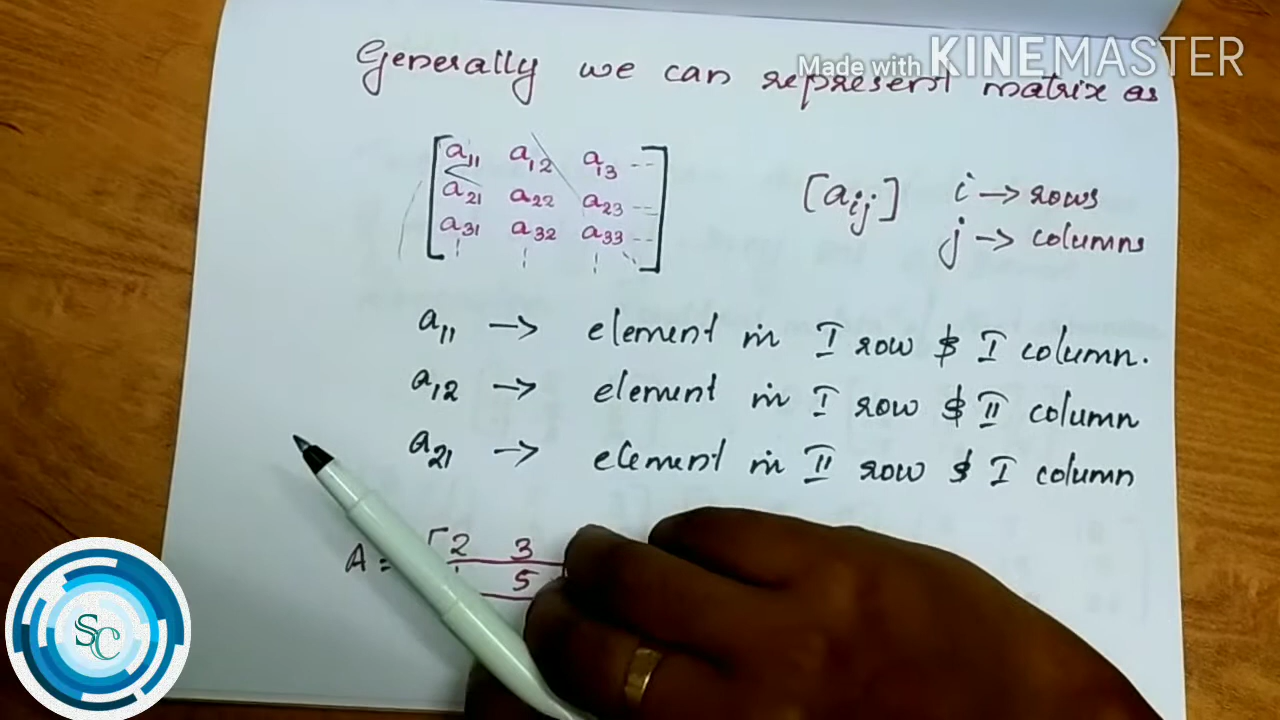 Generally we can represent matrix as
Made with KINEMASTER
a11 a12 a13 --
a21 a22 a23 --
a31 a32 a33 --
[aij] i → rows
j → columns
a11 → element in I row & I column.
a12 → element in I row & II column
a21 → element in II row & I column
A = [ 2 3
5
SC